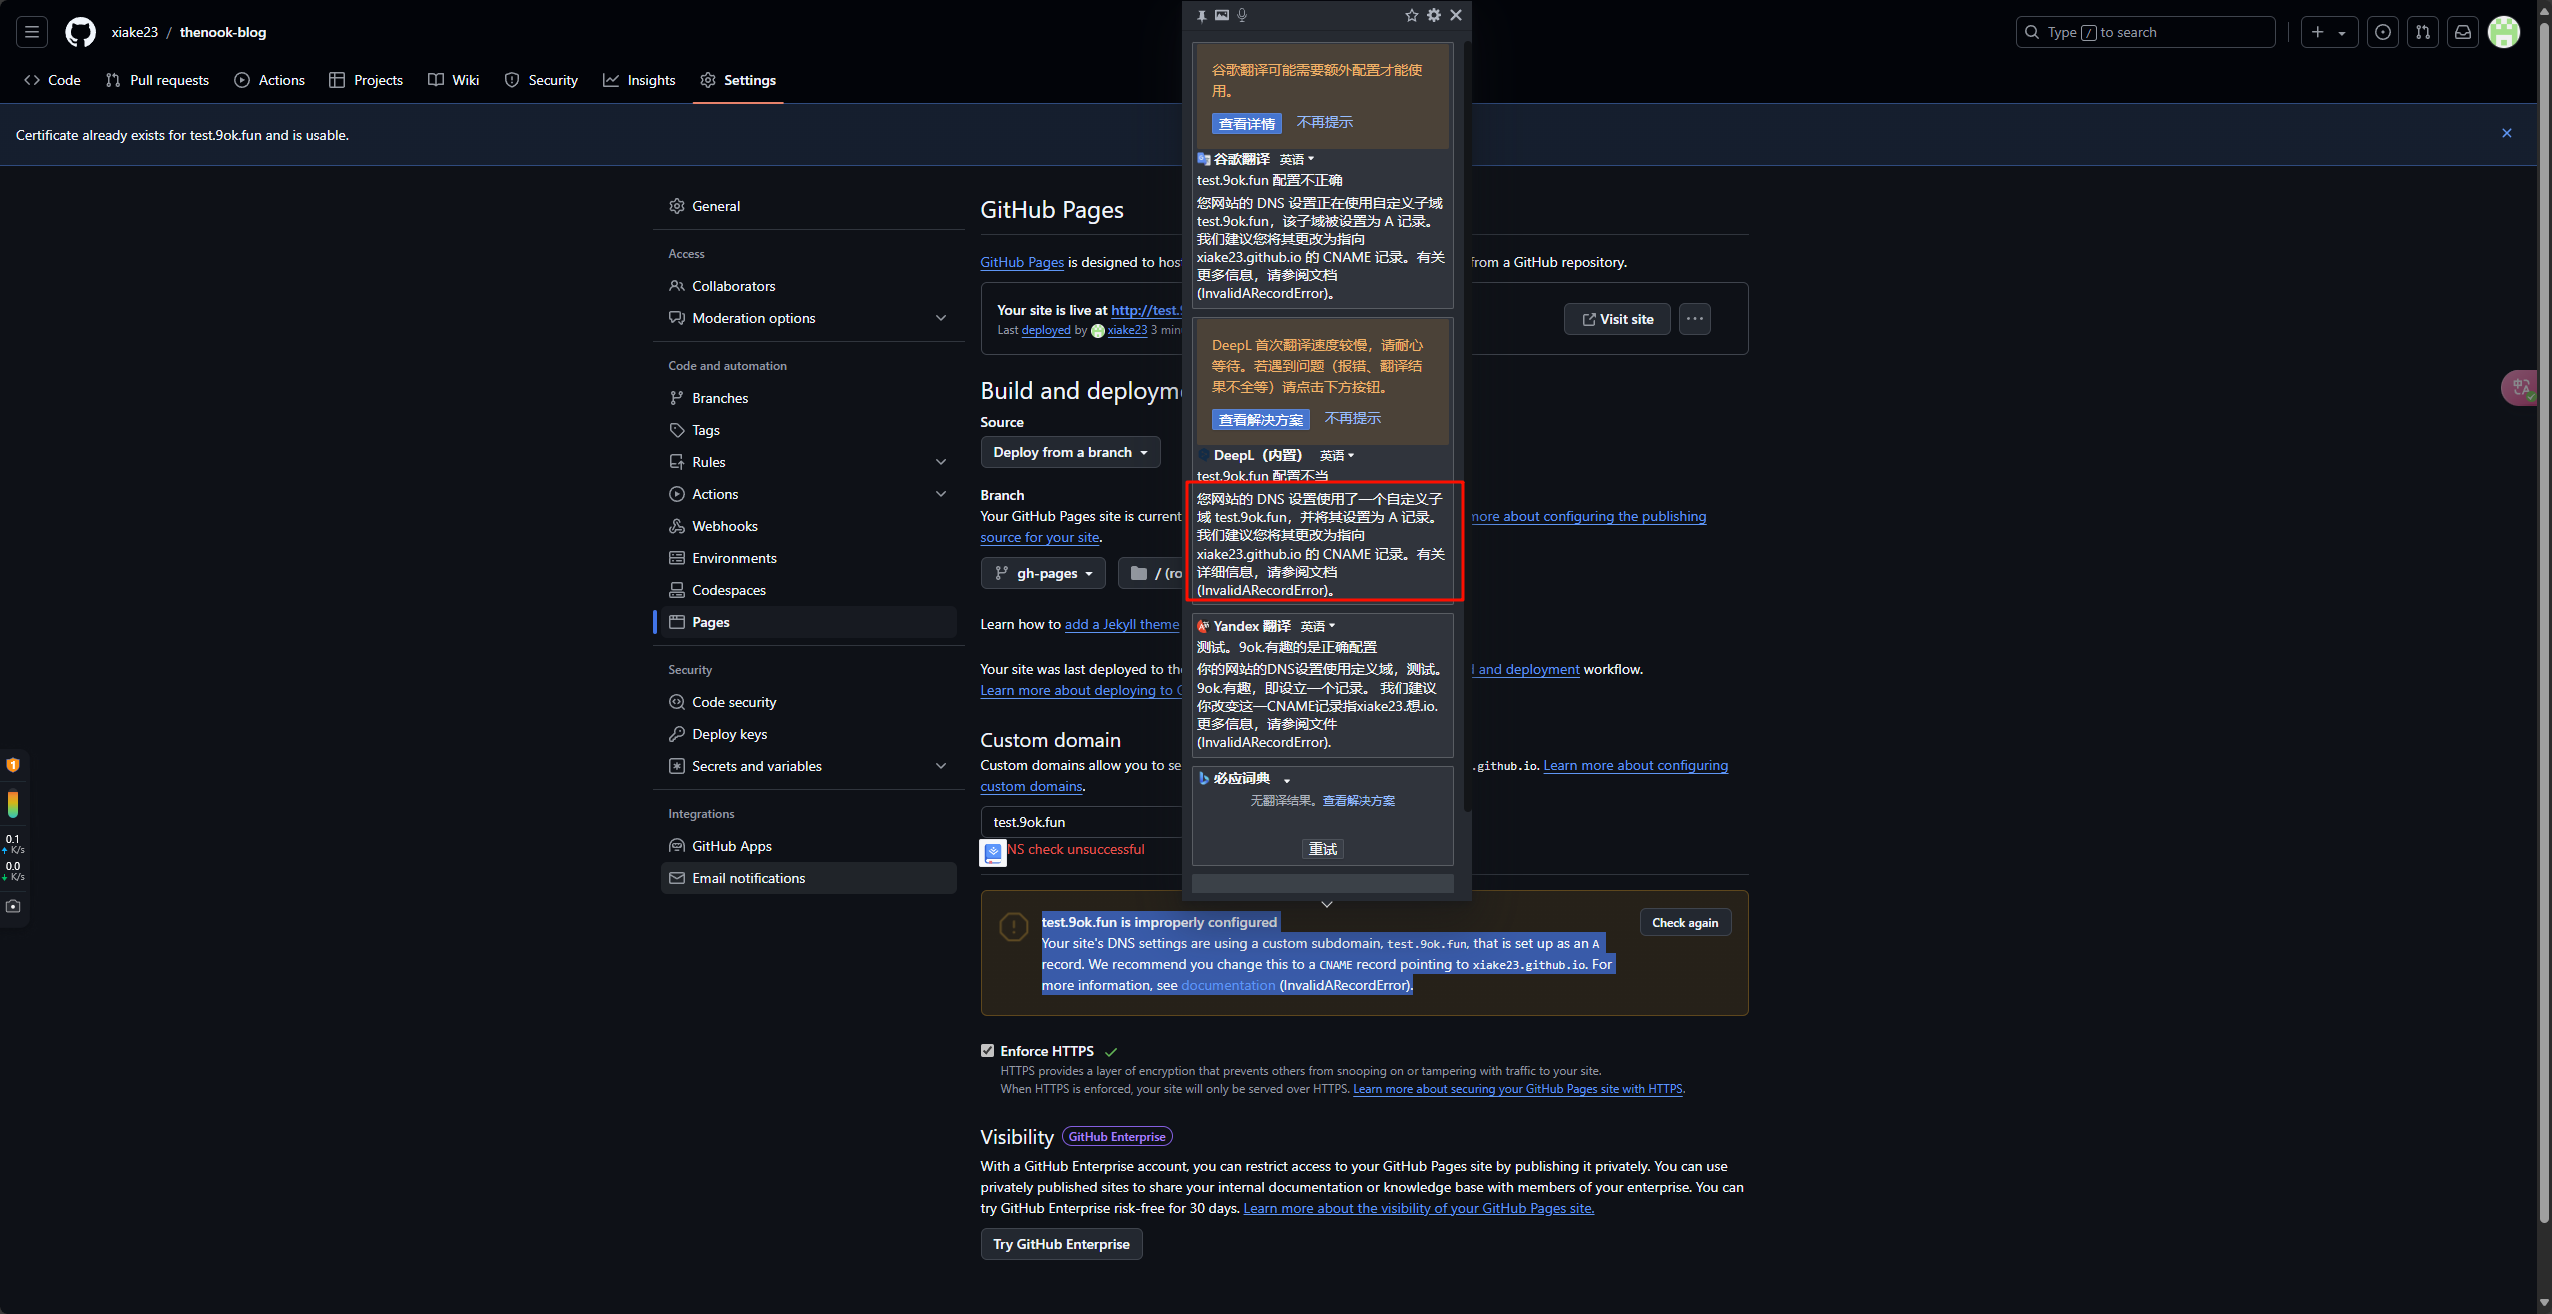 xiake23 / thenook-blog
Type / to search
Code
Pull requests
Actions
Projects
Wiki
Security
Insights
Settings
Certificate already exists for test.9ok.fun and is usable.
General
Access
Collaborators
Moderation options
Code and automation
Branches
Tags
Rules
Actions
Webhooks
Environments
Codespaces
Pages
Security
Code security
Deploy keys
Secrets and variables
Integrations
GitHub Apps
Email notifications
GitHub Pages
GitHub Pages is designed to hos
rom a GitHub repository.
Your site is live at http://test.
Last deployed by xiake23 3 min
Visit site
Build and deploym
Source
Deploy from a branch
Branch
Your GitHub Pages site is current
more about configuring the publishing
source for your site.
gh-pages
/ (ro
Learn how to add a Jekyll theme
Your site was last deployed to the
and deployment workflow.
Learn more about deploying to
Custom domain
Custom domains allow you to se
.github.io. Learn more about configuring
custom domains.
test.9ok.fun
NS check unsuccessful
test.9ok.fun is improperly configured
Check again
Your site's DNS settings are using a custom subdomain, test.9ok.fun, that is set up as an A
record. We recommend you change this to a CNAME record pointing to xiake23.github.io. For
more information, see documentation (InvalidARecordError).
Enforce HTTPS
HTTPS provides a layer of encryption that prevents others from snooping on or tampering with traffic to your site.
When HTTPS is enforced, your site will only be served over HTTPS. Learn more about securing your GitHub Pages site with HTTPS.
Visibility GitHub Enterprise
With a GitHub Enterprise account, you can restrict access to your GitHub Pages site by publishing it privately. You can use
privately published sites to share your internal documentation or knowledge base with members of your enterprise. You can
try GitHub Enterprise risk-free for 30 days. Learn more about the visibility of your GitHub Pages site.
Try GitHub Enterprise
谷歌翻译可能需要额外配置才能使
用。
查看详情 不再提示
谷歌翻译 英语
test.9ok.fun 配置不正确
您网站的 DNS 设置正在使用自定义子域
test.9ok.fun，该子域被设置为 A 记录。
我们建议您将其更改为指向
xiake23.github.io 的 CNAME 记录。有关
更多信息，请参阅文档
(InvalidARecordError)。
DeepL 首次翻译速度较慢，请耐心
等待。若遇到问题（报错、翻译结
果不全等）请点击下方按钮。
查看解决方案 不再提示
DeepL（内置） 英语
test.9ok.fun 配置不当
您网站的 DNS 设置使用了一个自定义子
域 test.9ok.fun，并将其设置为 A 记录。
我们建议您将其更改为指向
xiake23.github.io 的 CNAME 记录。有关
详细信息，请参阅文档
(InvalidARecordError)。
Yandex 翻译 英语
测试。9ok.有趣的是正确配置
你的网站的DNS设置使用定义域，测试。
9ok.有趣，即设立一个记录。 我们建议
你改变这一CNAME记录指xiake23.想.io.
更多信息，请参阅文件
(InvalidARecordError).
必应词典
无翻译结果。查看解决方案
重试
0.1
K/s
0.0
K/s